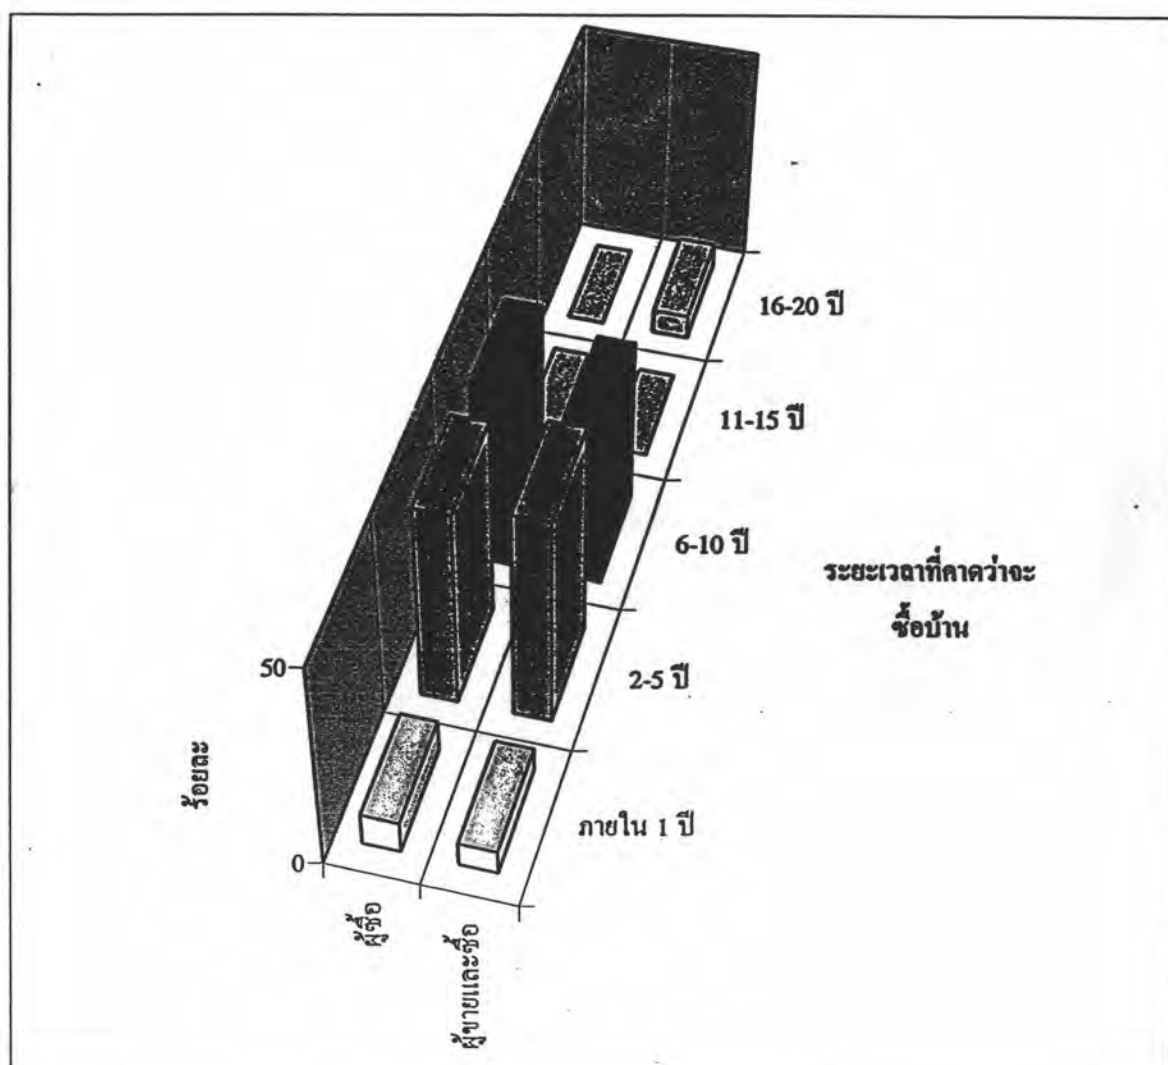 16-20 ปี
11-15 ปี
6-10 ปี
ระยะเวลาที่คาดว่าจะ
ซื้อบ้าน
2-5 ปี
50
ร้อยละ
ภายใน 1 ปี
0
ผู้ซื้อ
ผู้ขายและซื้อ